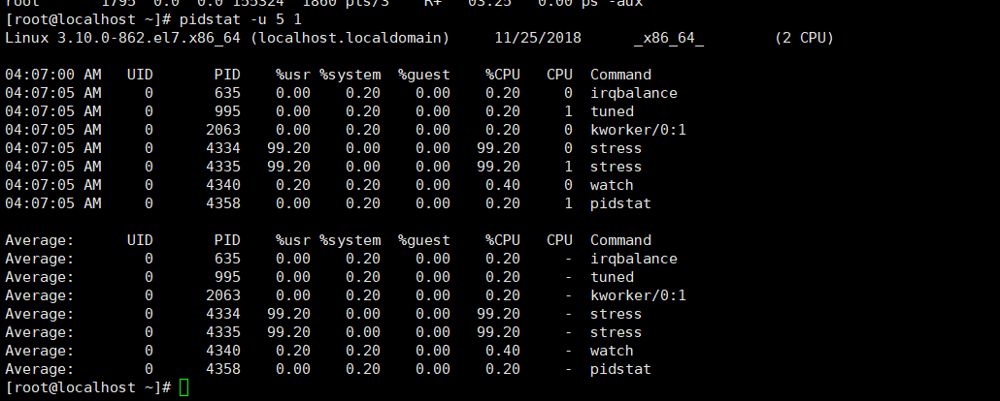 root 1795 0.0 0.0 155324 1860 pts/3 R+ 03:25 0:00 ps -aux
[root@localhost ~]# pidstat -u 5 1
Linux 3.10.0-862.el7.x86_64 (localhost.localdomain) 11/25/2018 _x86_64_ (2 CPU)
04:07:00 AM UID PID %usr %system %guest %CPU CPU Command
04:07:05 AM 0 635 0.00 0.20 0.00 0.20 0 irqbalance
04:07:05 AM 0 995 0.00 0.20 0.00 0.20 1 tuned
04:07:05 AM 0 2063 0.00 0.20 0.00 0.20 0 kworker/0:1
04:07:05 AM 0 4334 99.20 0.00 0.00 99.20 0 stress
04:07:05 AM 0 4335 99.20 0.00 0.00 99.20 1 stress
04:07:05 AM 0 4340 0.20 0.20 0.00 0.40 0 watch
04:07:05 AM 0 4358 0.00 0.20 0.00 0.20 1 pidstat
Average: UID PID %usr %system %guest %CPU CPU Command
Average: 0 635 0.00 0.20 0.00 0.20 - irqbalance
Average: 0 995 0.00 0.20 0.00 0.20 - tuned
Average: 0 2063 0.00 0.20 0.00 0.20 - kworker/0:1
Average: 0 4334 99.20 0.00 0.00 99.20 - stress
Average: 0 4335 99.20 0.00 0.00 99.20 - stress
Average: 0 4340 0.20 0.20 0.00 0.40 - watch
Average: 0 4358 0.00 0.20 0.00 0.20 - pidstat
[root@localhost ~]#